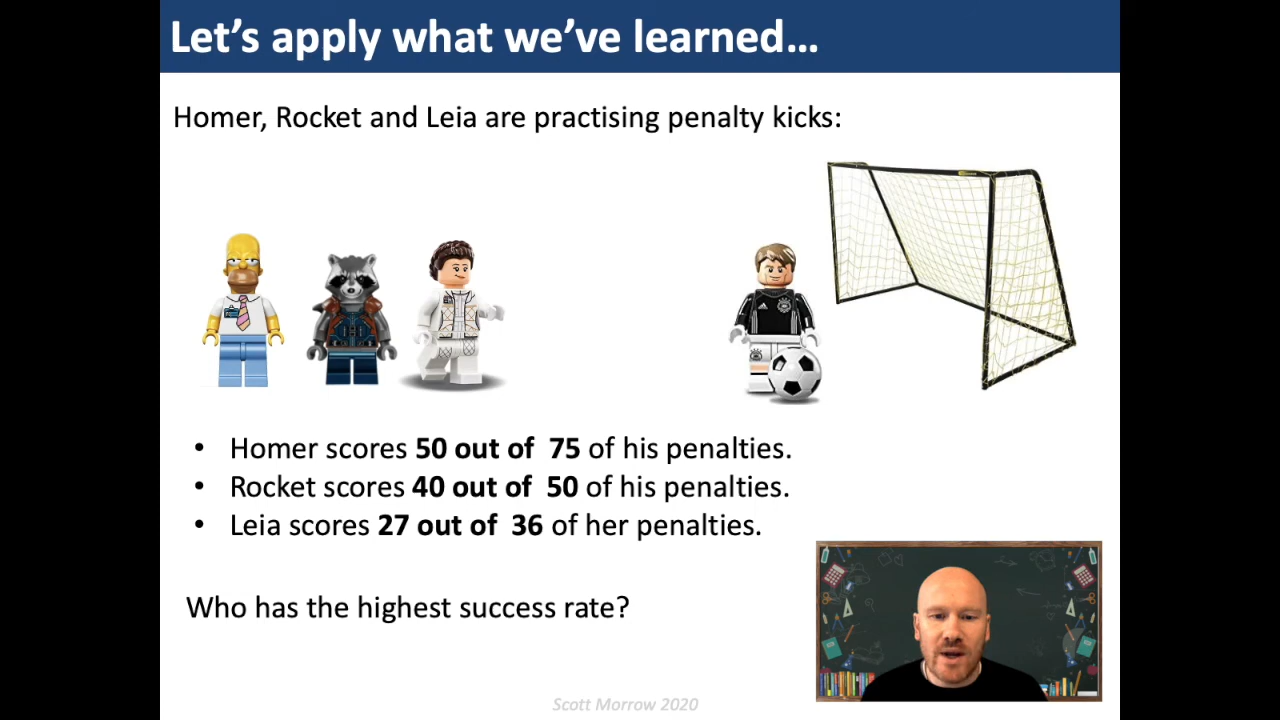 Let's apply what we've learned...
Homer, Rocket and Leia are practising penalty kicks:
• Homer scores 50 out of 75 of his penalties.
• Rocket scores 40 out of 50 of his penalties.
• Leia scores 27 out of 36 of her penalties.
Who has the highest success rate?
Scott Morrow 2020